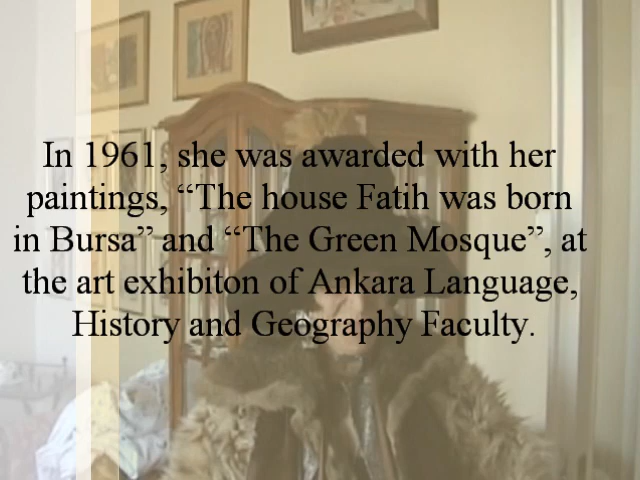 In 1961, she was awarded with her
paintings, “The house Fatih was born
in Bursa” and “The Green Mosque”, at
the art exhibiton of Ankara Language,
History and Geography Faculty.